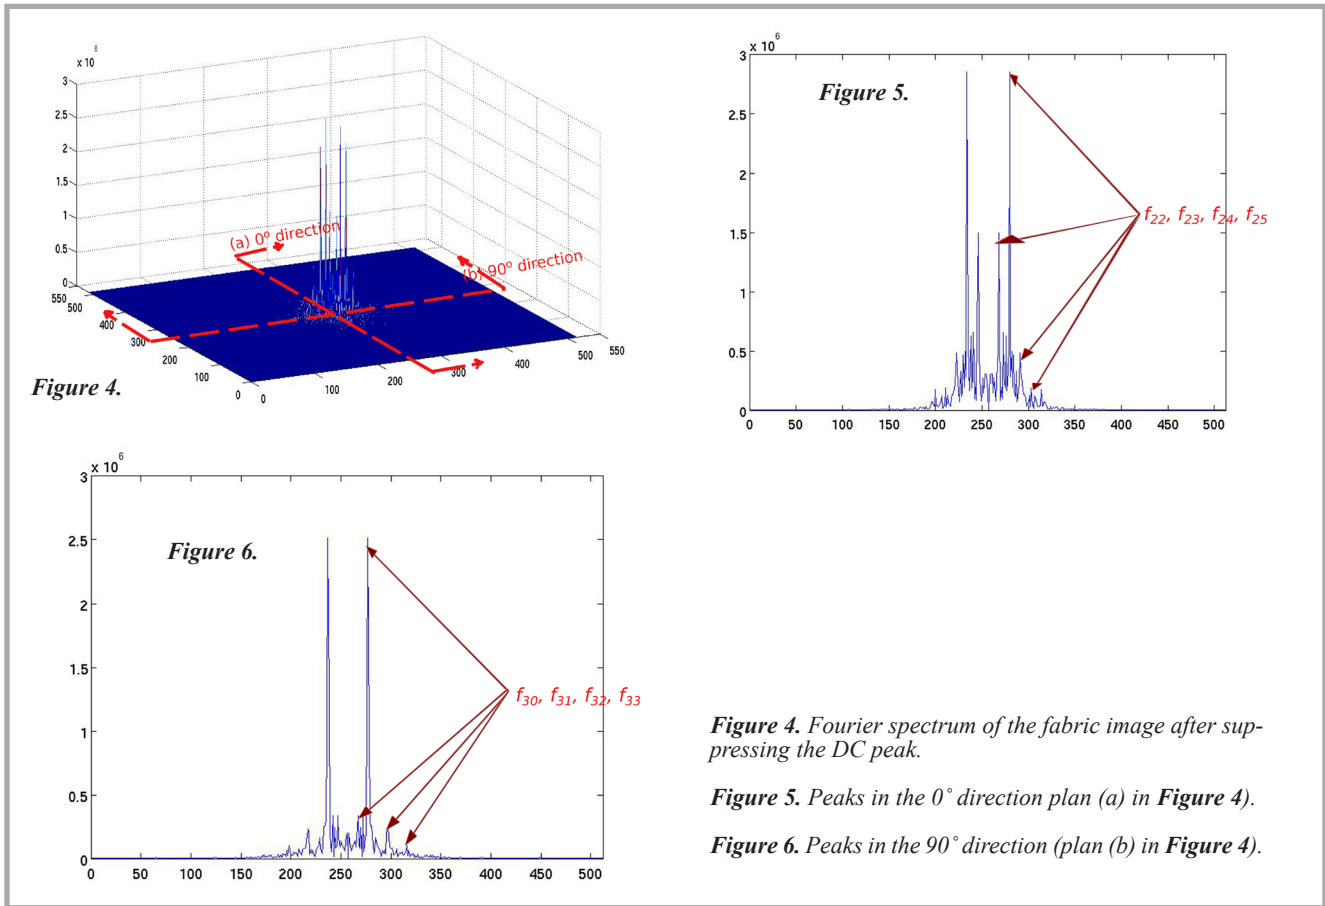 x 10 6
3
2.5
2
1.5
1
0.5
0
550
500
400
300
200
100
0
0
100
200
300
400
500
550
(a) 0º direction
(b) 90º direction
Figure 4.
x 10 6
3
2.5
2
1.5
1
0.5
0
0 50 100 150 200 250 300 350 400 450 500
Figure 5.
f22, f23, f24, f25
x 10 6
3
2.5
2
1.5
1
0.5
0
0 50 100 150 200 250 300 350 400 450 500
Figure 6.
f30, f31, f32, f33
Figure 4. Fourier spectrum of the fabric image after sup-
pressing the DC peak.
Figure 5. Peaks in the 0˚ direction plan (a) in Figure 4).
Figure 6. Peaks in the 90˚ direction (plan (b) in Figure 4).